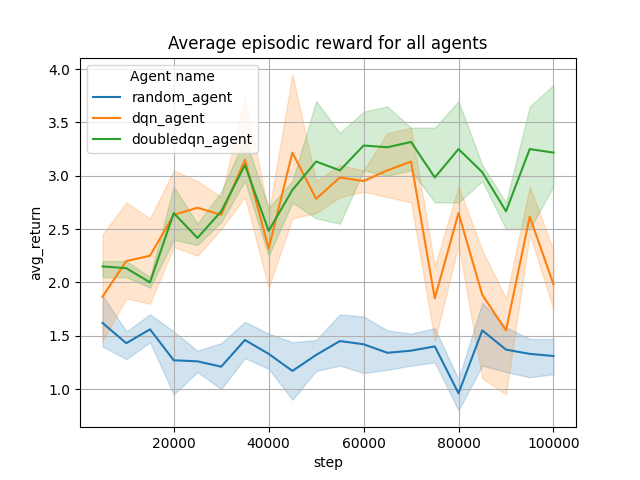 Average episodic reward for all agents
Agent name
random_agent
dqn_agent
doubledqn_agent
4.0
3.5
3.0
2.5
2.0
1.5
1.0
avg_return
20000 40000 60000 80000 100000
step